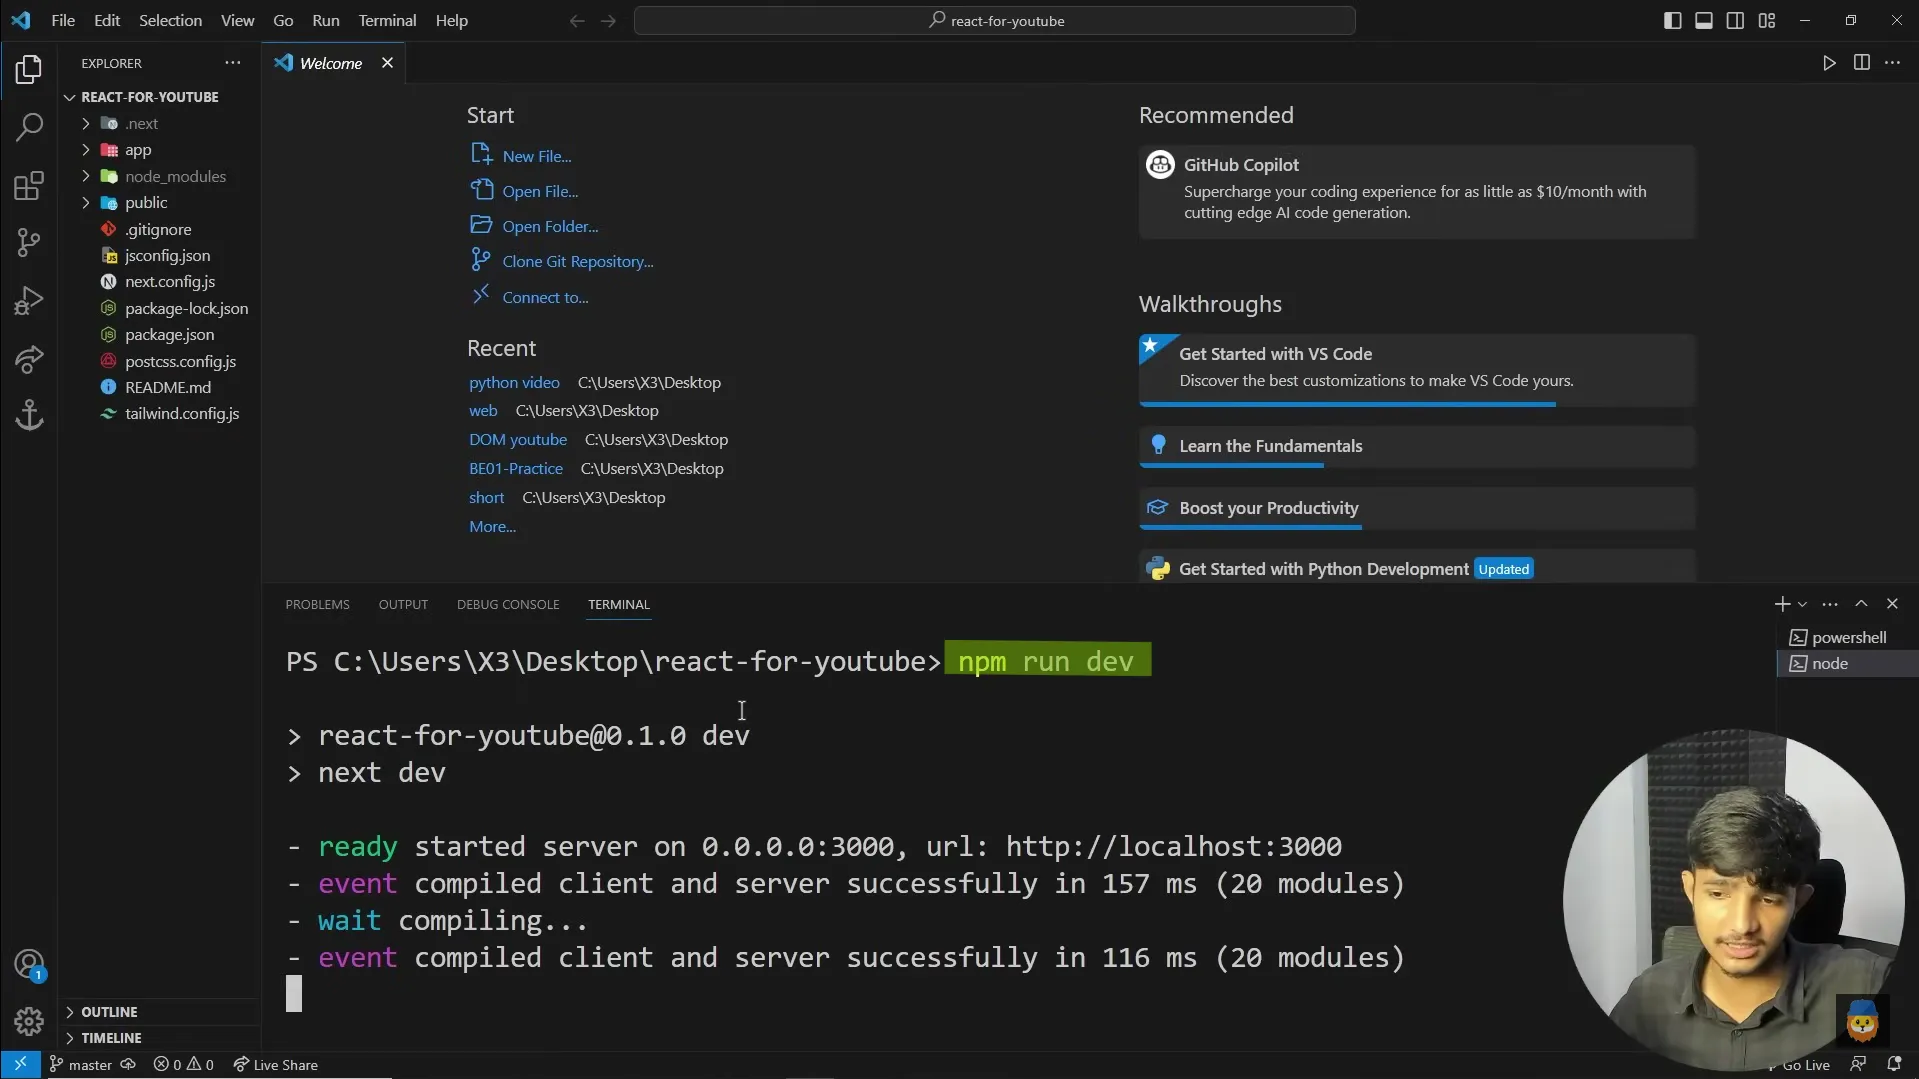 File Edit Selection View Go Run Terminal Help
react-for-youtube
EXPLORER
REACT-FOR-YOUTUBE
.next
app
node_modules
public
.gitignore
jsconfig.json
next.config.js
package-lock.json
package.json
postcss.config.js
README.md
tailwind.config.js
OUTLINE
TIMELINE
Welcome
Start
New File...
Open File...
Open Folder...
Clone Git Repository...
Connect to...
Recent
python video C:\Users\X3\Desktop
web C:\Users\X3\Desktop
DOM youtube C:\Users\X3\Desktop
BE01-Practice C:\Users\X3\Desktop
short C:\Users\X3\Desktop
More...
Recommended
GitHub Copilot
Supercharge your coding experience for as little as $10/month with
cutting edge AI code generation.
Walkthroughs
Get Started with VS Code
Discover the best customizations to make VS Code yours.
Learn the Fundamentals
Boost your Productivity
Get Started with Python Development Updated
PROBLEMS OUTPUT DEBUG CONSOLE TERMINAL
PS C:\Users\X3\Desktop\react-for-youtube> npm run dev
> react-for-youtube@0.1.0 dev
> next dev
- ready started server on 0.0.0.0:3000, url: http://localhost:3000
- event compiled client and server successfully in 157 ms (20 modules)
- wait compiling...
- event compiled client and server successfully in 116 ms (20 modules)
powershell
node
1
master 0 0 Live Share
Go Live